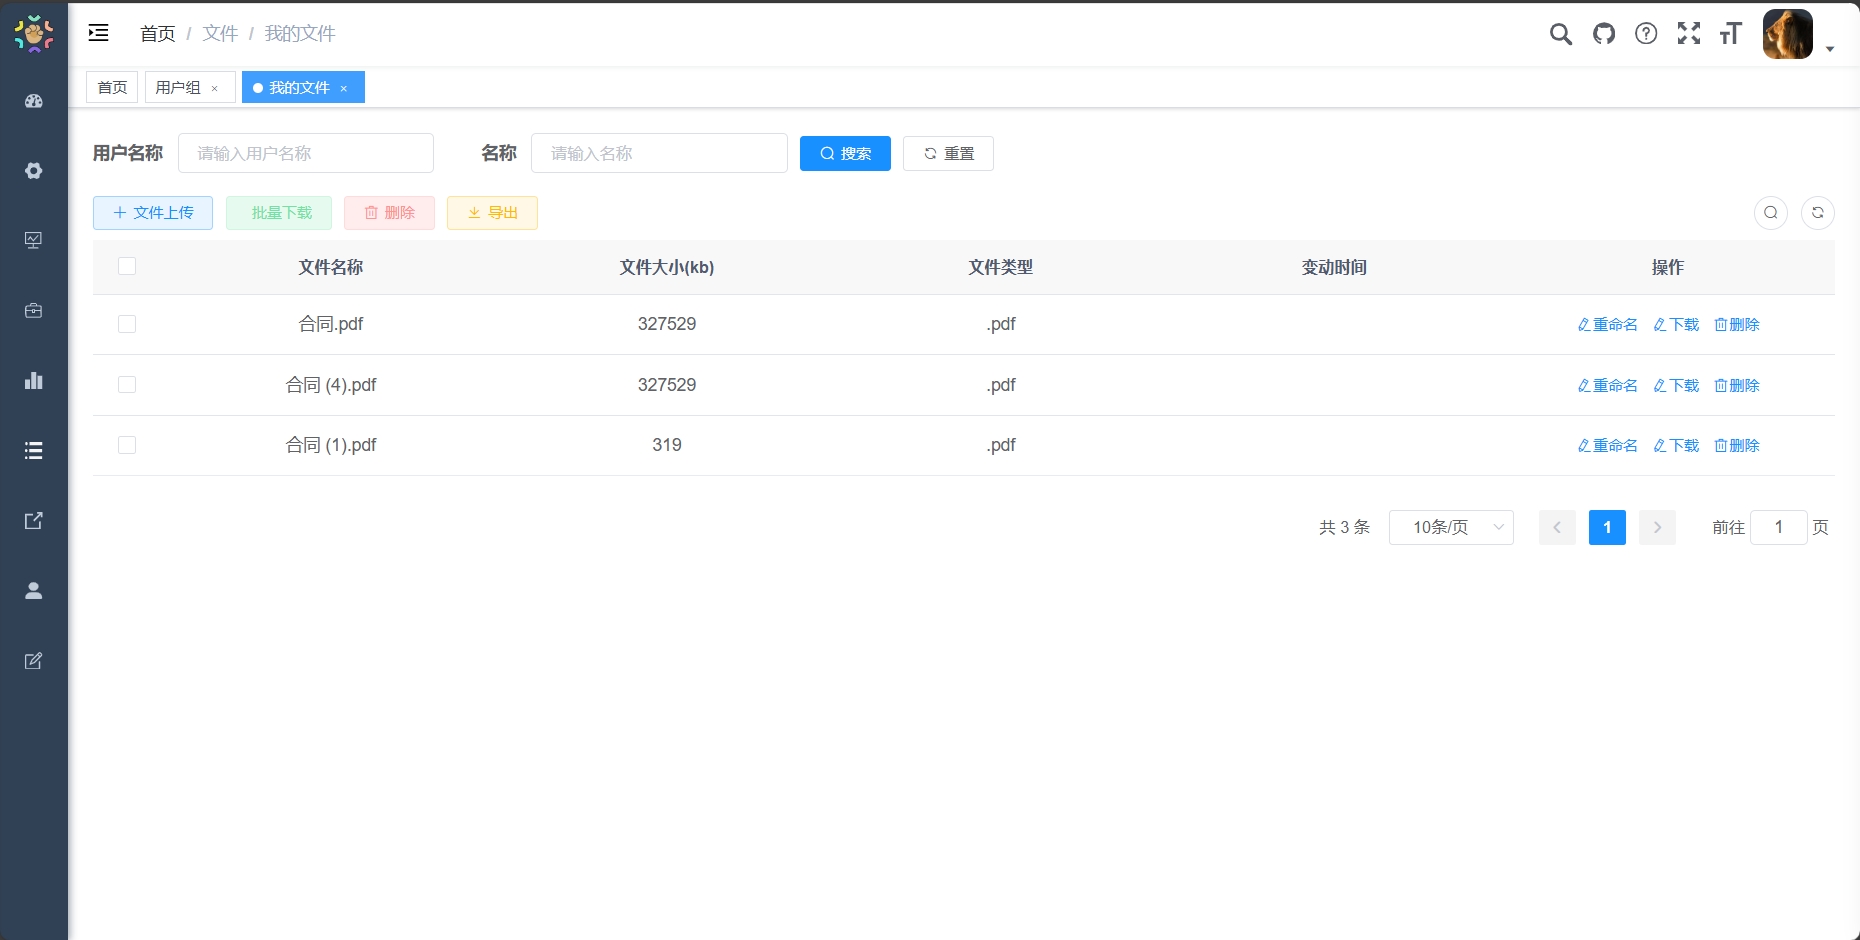 首页 / 文件 / 我的文件
首页 用户组 × 我的文件 ×
用户名称 请输入用户名称 名称 请输入名称 搜索 重置
文件上传 批量下载 删除 导出
文件名称 文件大小(kb) 文件类型 变动时间 操作
合同.pdf 327529 .pdf 重命名 下载 删除
合同 (4).pdf 327529 .pdf 重命名 下载 删除
合同 (1).pdf 319 .pdf 重命名 下载 删除
共 3 条 10条/页 1 前往 1 页